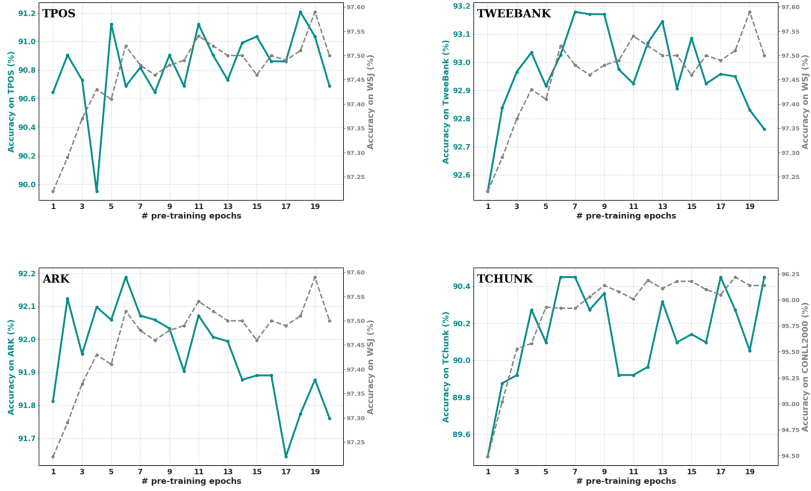 TPOS
Accuracy on TPOS (%)
91.2
91.0
90.8
90.6
90.4
90.2
90.0
97.60
97.55
97.50
97.45
97.40
97.35
97.30
97.25
Accuracy on WSJ (%)
1 3 5 7 9 11 13 15 17 19
# pre-training epochs
TWEEBANK
Accuracy on TweeBank (%)
93.2
93.1
93.0
92.9
92.8
92.7
92.6
97.60
97.55
97.50
97.45
97.40
97.35
97.30
97.25
Accuracy on WSJ (%)
1 3 5 7 9 11 13 15 17 19
# pre-training epochs
ARK
Accuracy on ARK (%)
92.2
92.1
92.0
91.9
91.8
91.7
97.60
97.55
97.50
97.45
97.40
97.35
97.30
97.25
Accuracy on WSJ (%)
1 3 5 7 9 11 13 15 17 19
# pre-training epochs
TCHUNK
Accuracy on TChunk (%)
90.4
90.2
90.0
89.8
89.6
96.25
96.00
95.75
95.50
95.25
95.00
94.75
94.50
Accuracy on CONLL2000 (%)
1 3 5 7 9 11 13 15 17 19
# pre-training epochs